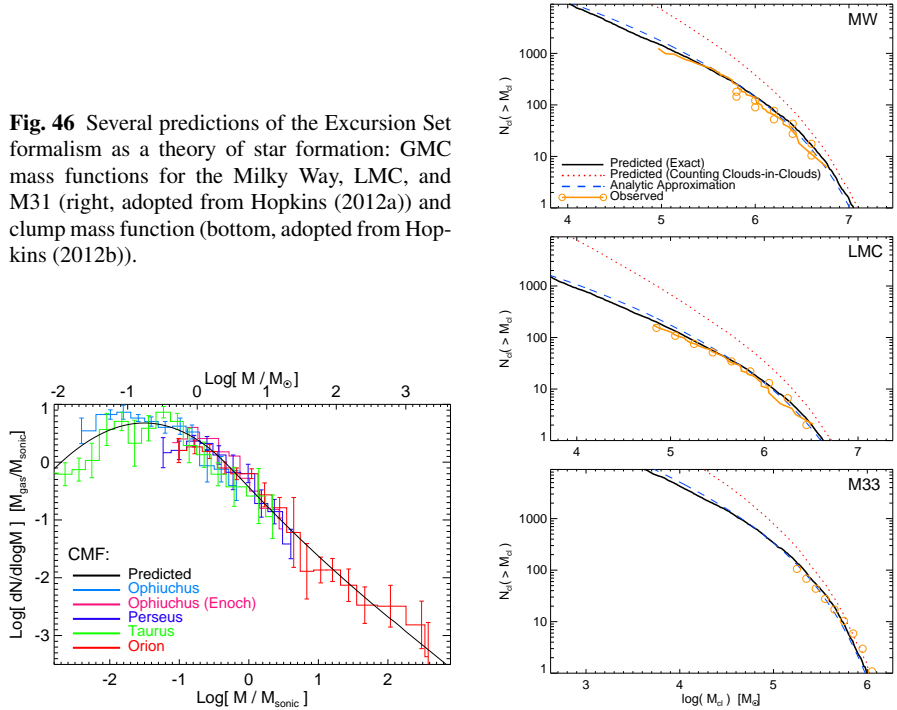 Fig. 46 Several predictions of the Excursion Set
formalism as a theory of star formation: GMC
mass functions for the Milky Way, LMC, and
M31 (right, adopted from Hopkins (2012a)) and
clump mass function (bottom, adopted from Hop-
kins (2012b)).
Log[ M / M☉ ]
-2 -1 0 1 2 3
1
0
-1
-2
-3
Log[ dN/dlogM ] [M_gas/M_sonic]
CMF:
Predicted
Ophiuchus
Ophiuchus (Enoch)
Perseus
Taurus
Orion
-2 -1 0 1 2
Log[ M / M_sonic ]
MW
1000
100
10
1
N_cl( > M_cl )
Predicted (Exact)
Predicted (Counting Clouds-in-Clouds)
Analytic Approximation
Observed
4 5 6 7
LMC
1000
100
10
1
N_cl( > M_cl )
4 5 6 7
M33
1000
100
10
1
N_cl( > M_cl )
3 4 5 6
log( M_cl ) [M☉]